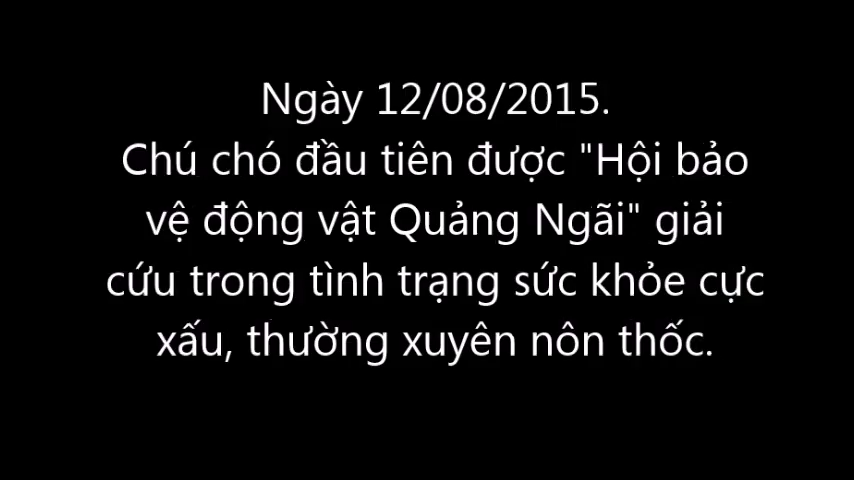 Ngày 12/08/2015.
Chú chó đầu tiên được "Hội bảo
vệ động vật Quảng Ngãi" giải
cứu trong tình trạng sức khỏe cực
xấu, thường xuyên nôn thốc.